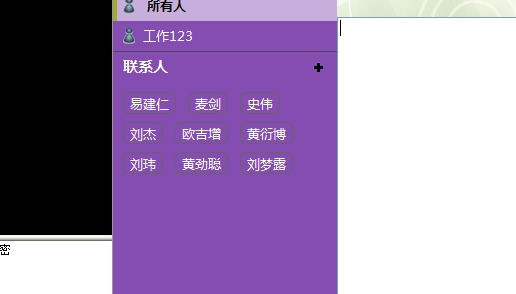 所有人
工作123
联系人
易建仁 麦剑 史伟
刘杰 欧吉增 黄衍博
刘玮 黄劲聪 刘梦露
密